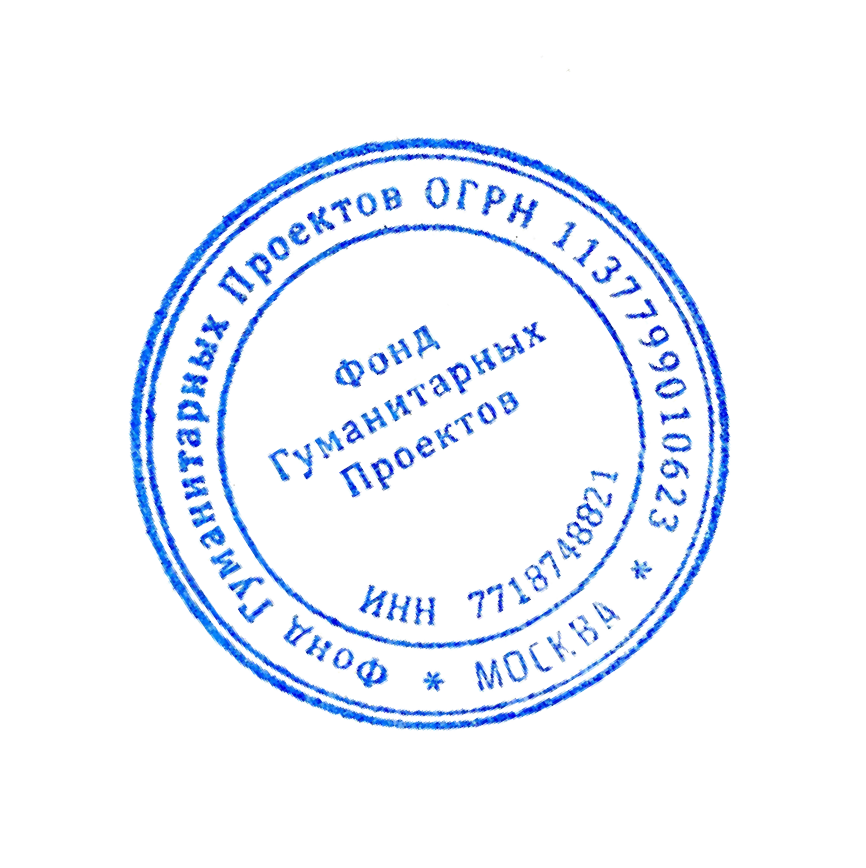 Фонд Гуманитарных Проектов ОГРН 1137799010623 * МОСКВА *
Фонд
Гуманитарных
Проектов
ИНН 7718748821